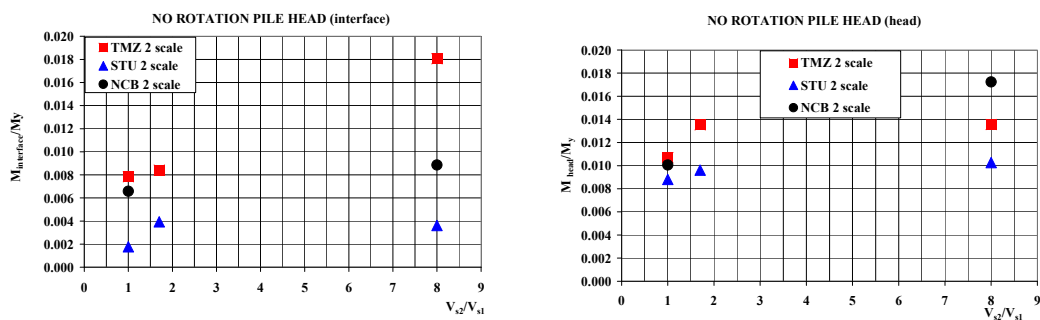 NO ROTATION PILE HEAD (interface)
0.020
0.018
0.016
0.014
0.012
0.010
0.008
0.006
0.004
0.002
0.000
M interface/My
TMZ 2 scale
STU 2 scale
NCB 2 scale
0 1 2 3 4 5 6 7 8 9
Vs2/Vs1
NO ROTATION PILE HEAD (head)
0.020
0.018
0.016
0.014
0.012
0.010
0.008
0.006
0.004
0.002
0.000
M head/My
TMZ 2 scale
STU 2 scale
NCB 2 scale
0 1 2 3 4 5 6 7 8 9
Vs2/Vs1